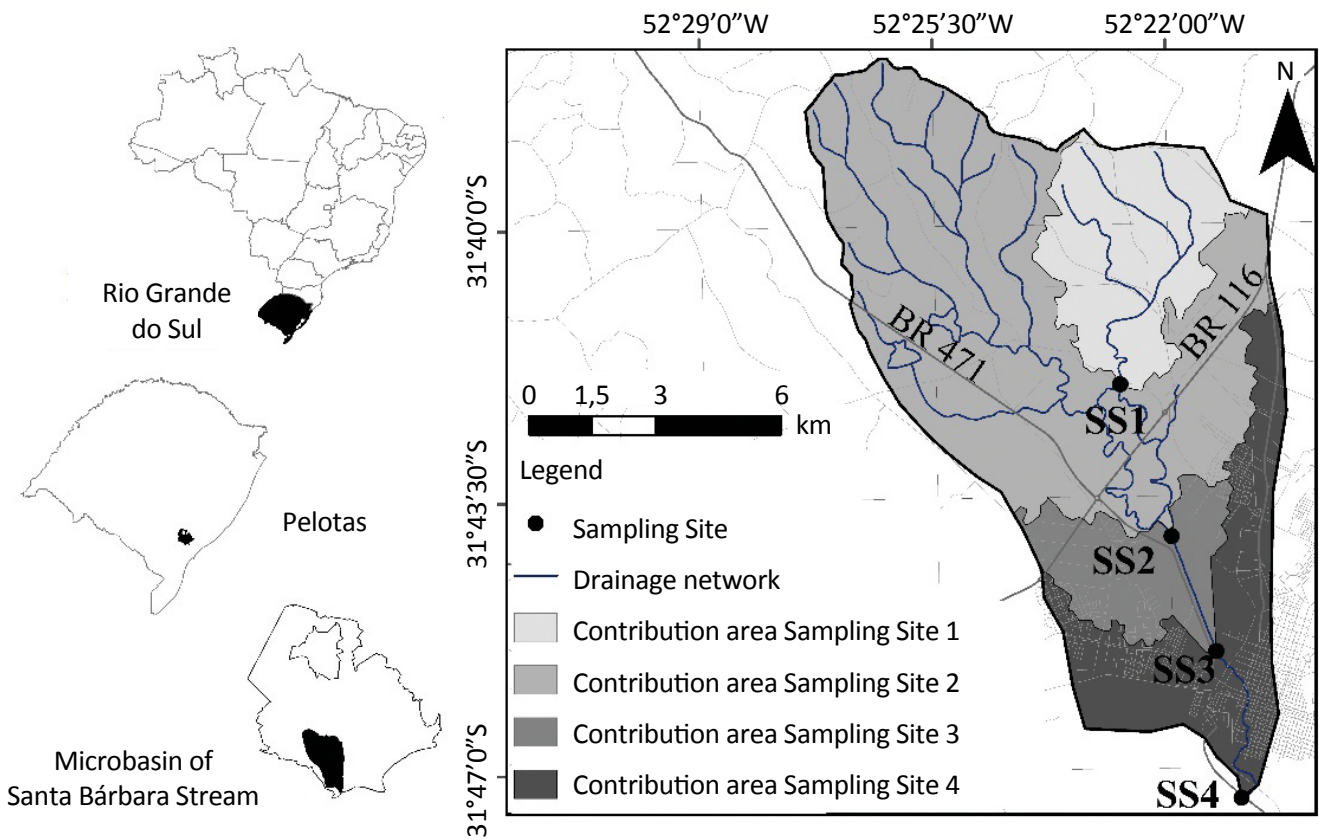 52°29’0”W
52°25’30”W
52°22’00”W
N
31°40’0”S
31°43’30”S
31°47’0”S
Rio Grande
do Sul
Pelotas
Microbasin of
Santa Bárbara Stream
BR 471
BR 116
SS1
SS2
SS3
SS4
0 1,5 3 6
km
Legend
Sampling Site
Drainage network
Contribution area Sampling Site 1
Contribution area Sampling Site 2
Contribution area Sampling Site 3
Contribution area Sampling Site 4